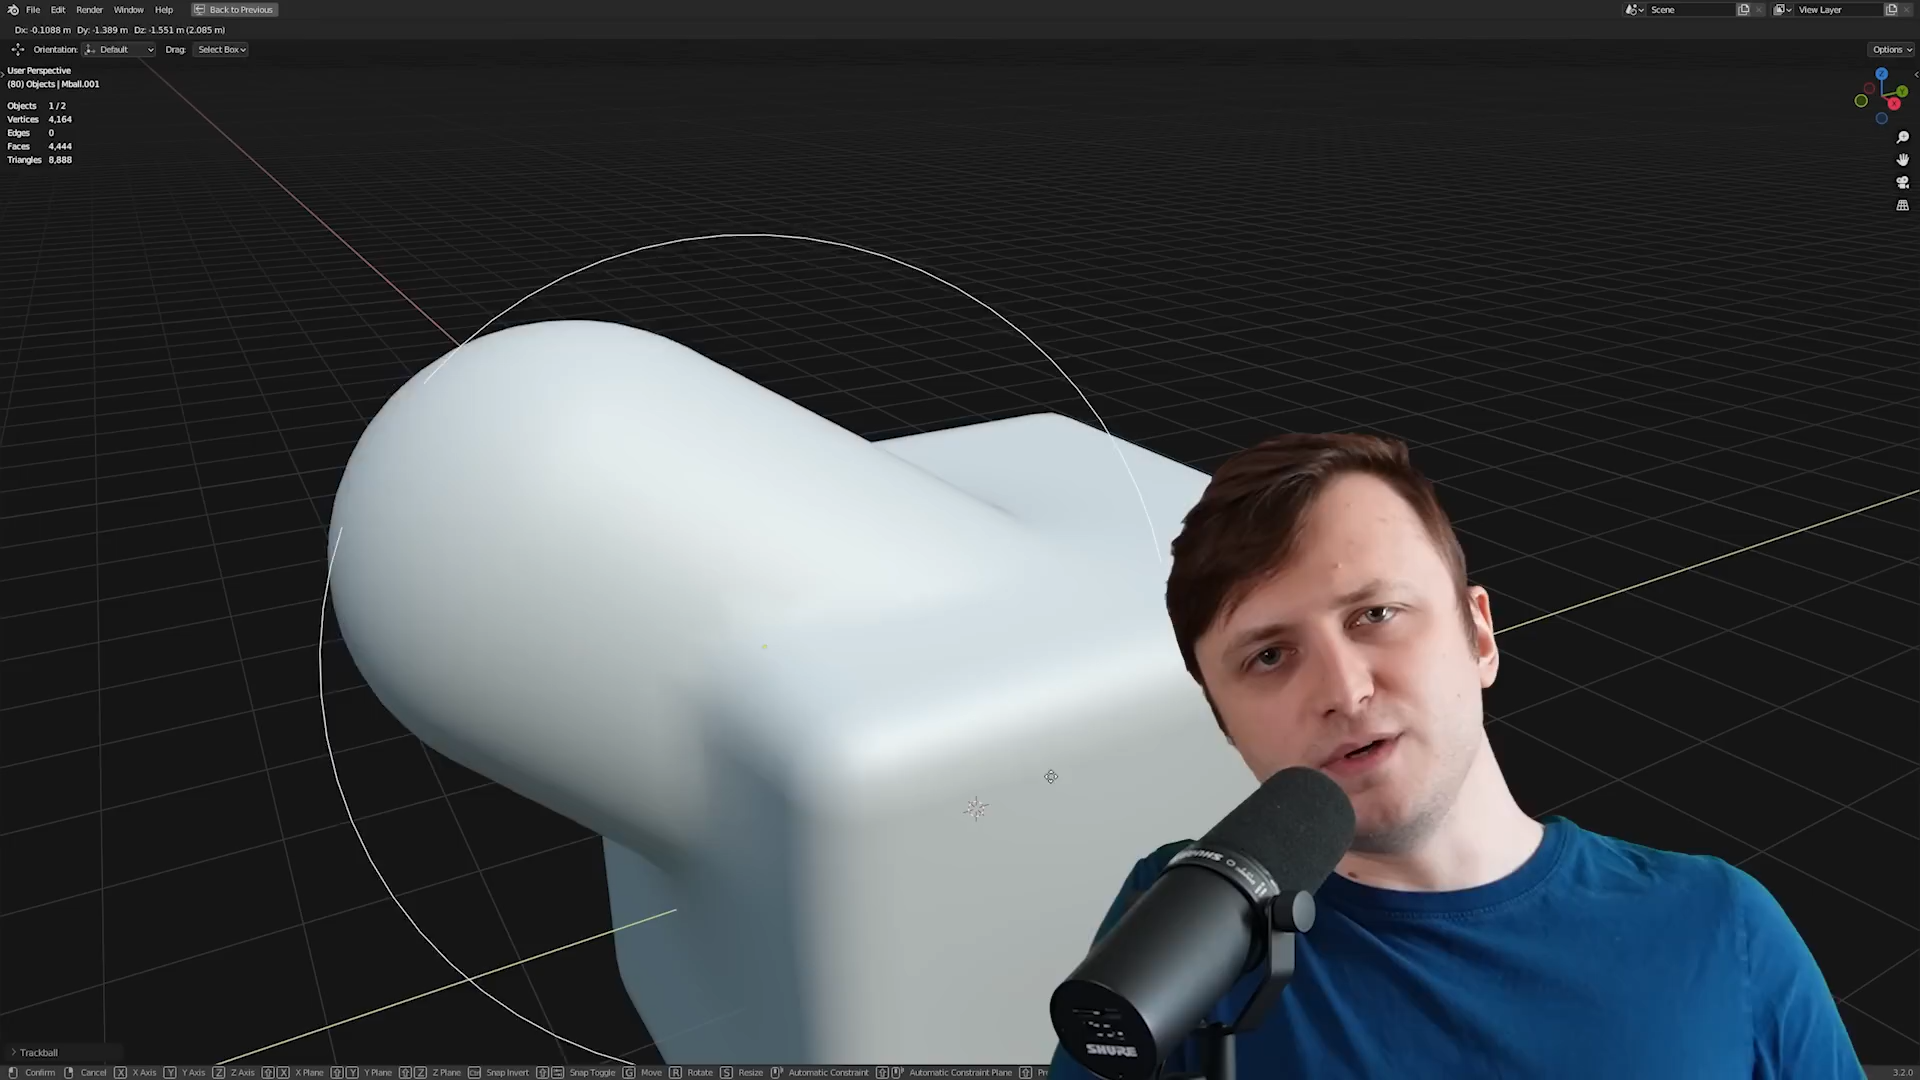 File Edit Render Window Help Back to Previous Scene View Layer
Dx: -0.1088 m Dy: -1.389 m Dz: -1.551 m (2.085 m)
Orientation: Default Drag: Select Box Options
User Perspective
(80) Objects | Mball.001
Objects 1/2
Vertices 4,164
Edges 0
Faces 4,444
Triangles 8,888
Z
Y
X
SHURE
SHURE
Trackball
Confirm Cancel X X Axis Y Y Axis Z Z Axis X X Plane Y Y Plane Z Z Plane Snap Invert Snap Toggle G Move R Rotate S Resize Automatic Constraint Automatic Constraint Plane 3.2.0